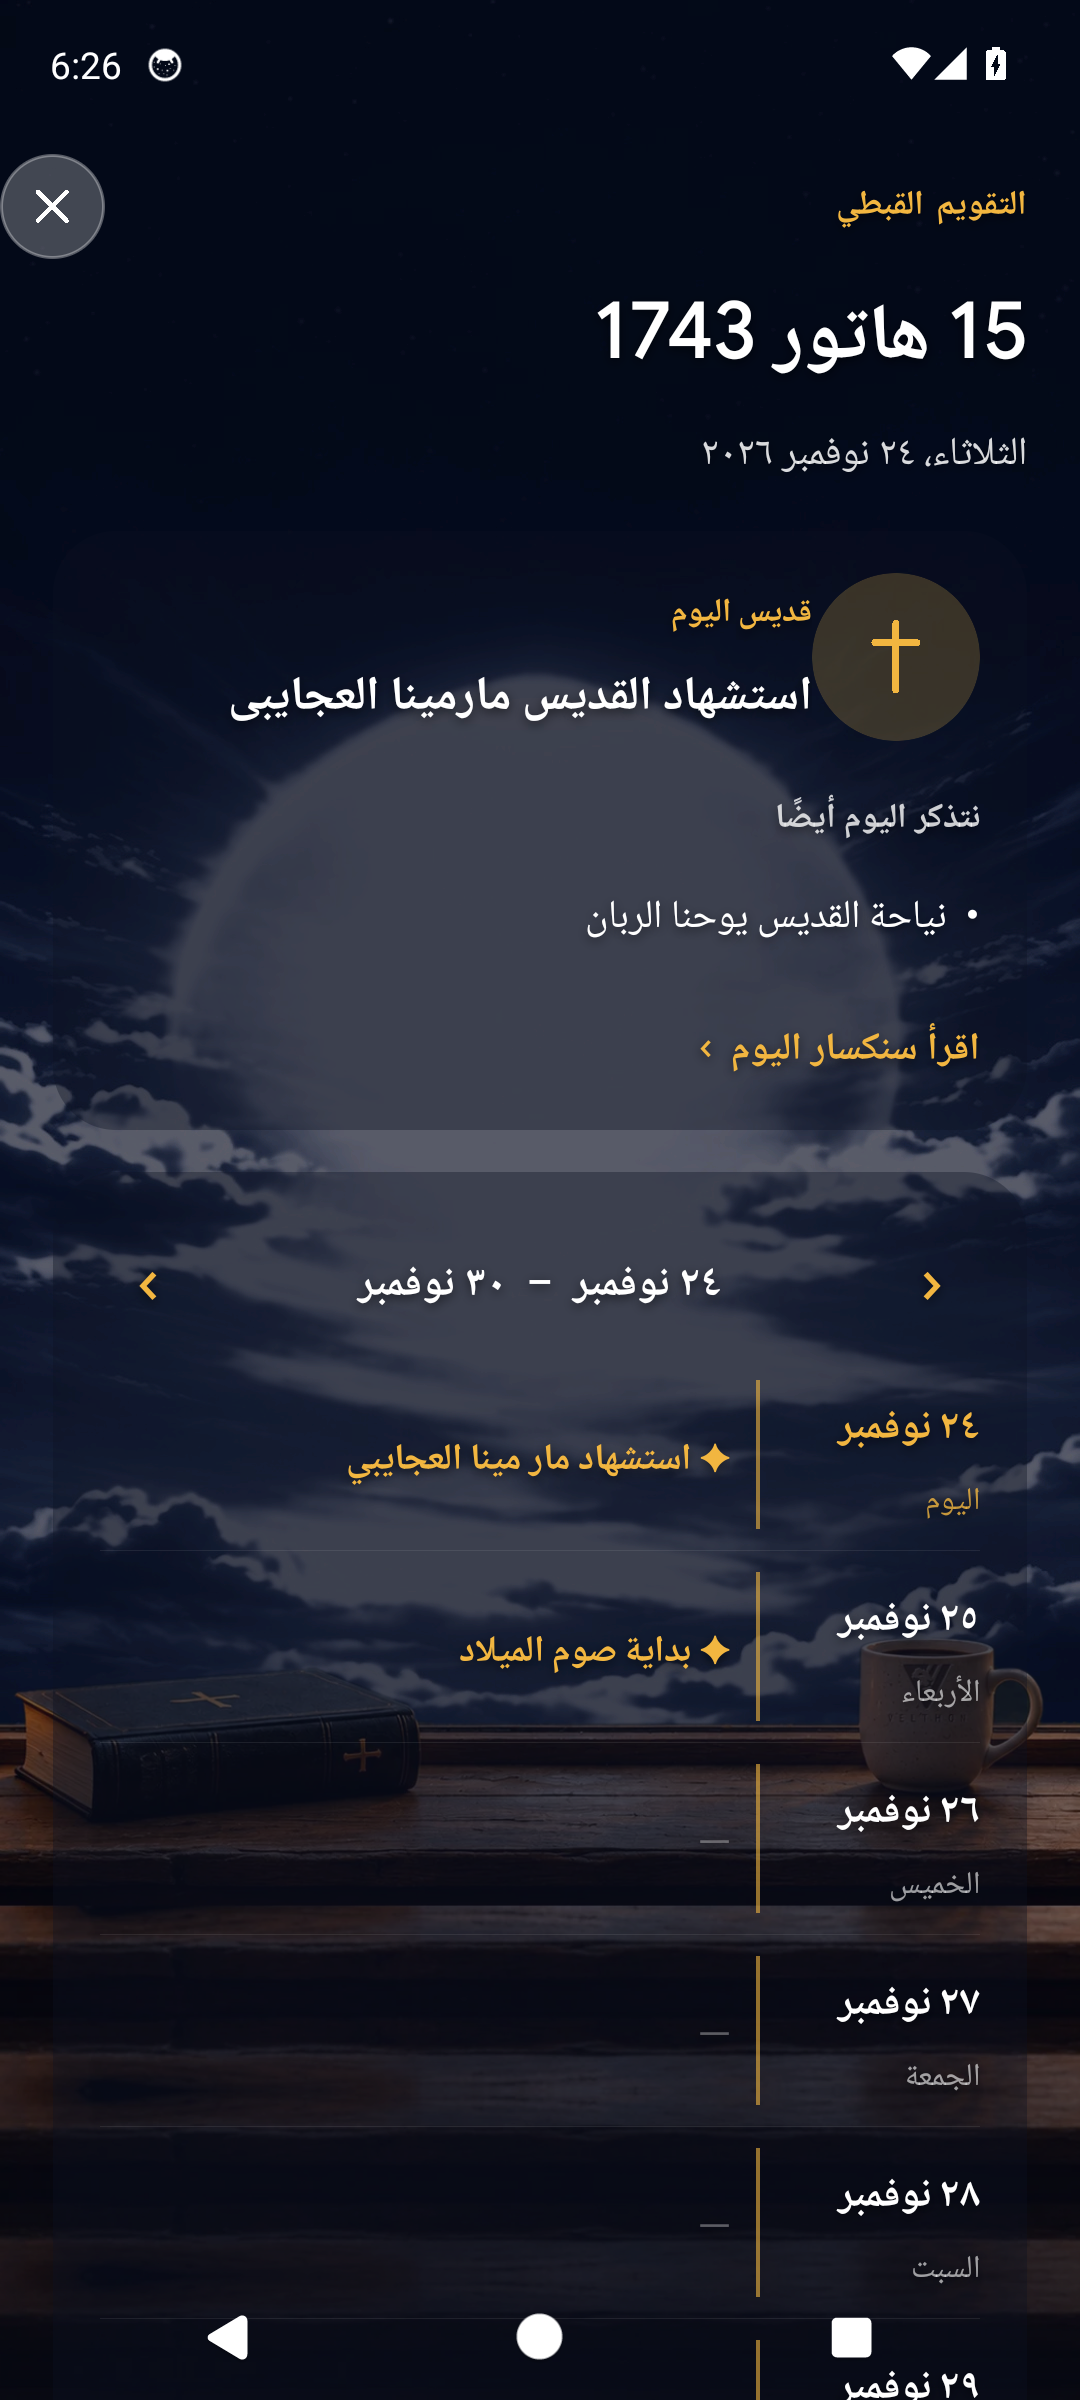 6:26
التقويم القبطي
15 هاتور 1743
الثلاثاء، ٢٤ نوفمبر ٢٠٢٦
قديس اليوم
استشهاد القديس مارمينا العجايبى
نتذكر اليوم أيضًا
• نياحة القديس يوحنا الربان
اقرأ سنكسار اليوم
٢٤ نوفمبر – ٣٠ نوفمبر
٢٤ نوفمبر
اليوم
استشهاد مار مينا العجايبي
٢٥ نوفمبر
الأربعاء
بداية صوم الميلاد
٢٦ نوفمبر
الخميس
—
٢٧ نوفمبر
الجمعة
—
٢٨ نوفمبر
السبت
—
٢٩ نوفمبر